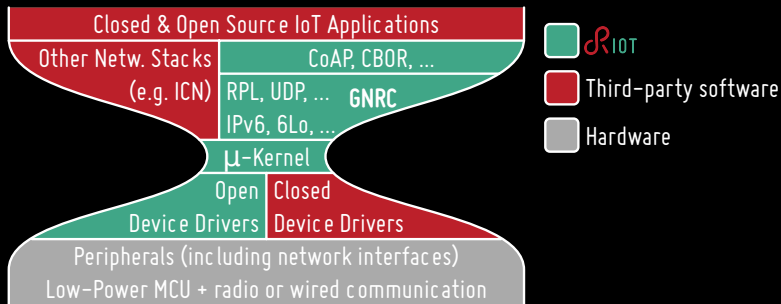 Closed & Open Source IoT Applications
Other Netw. Stacks
(e.g. ICN)
CoAP, CBOR, ...
RPL, UDP, ... GNRC
IPv6, 6Lo, ...
µ-Kernel
Open
Device Drivers
Closed
Device Drivers
Peripherals (including network interfaces)
Low-Power MCU + radio or wired communication
RIOT
Third-party software
Hardware